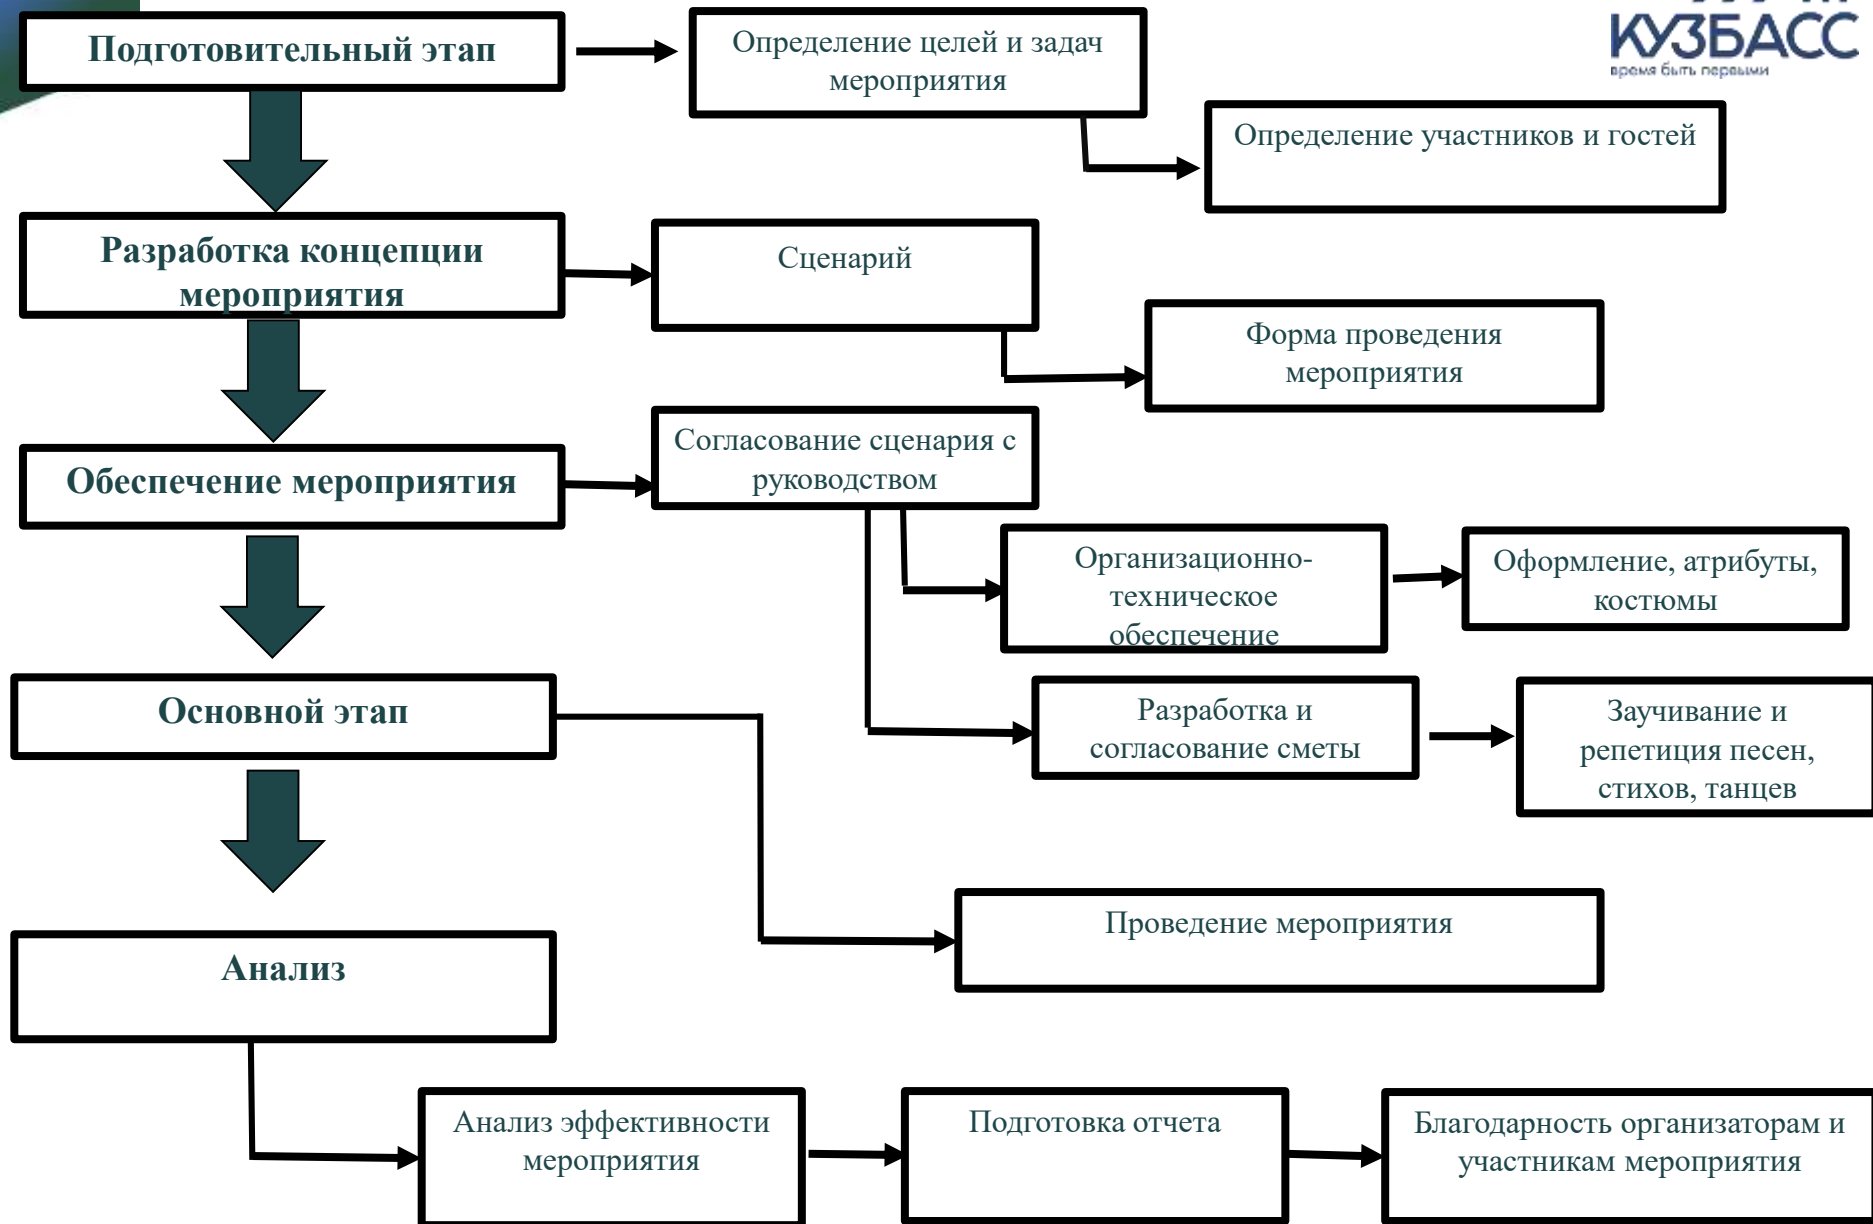 КУЗБАСС
время быть первыми
Подготовительный этап
Определение целей и задач
мероприятия
Определение участников и гостей
Разработка концепции
мероприятия
Сценарий
Форма проведения
мероприятия
Обеспечение мероприятия
Согласование сценария с
руководством
Организационно-
техническое
обеспечение
Оформление, атрибуты,
костюмы
Разработка и
согласование сметы
Заучивание и
репетиция песен,
стихов, танцев
Основной этап
Проведение мероприятия
Анализ
Анализ эффективности
мероприятия
Подготовка отчета
Благодарность организаторам и
участникам мероприятия